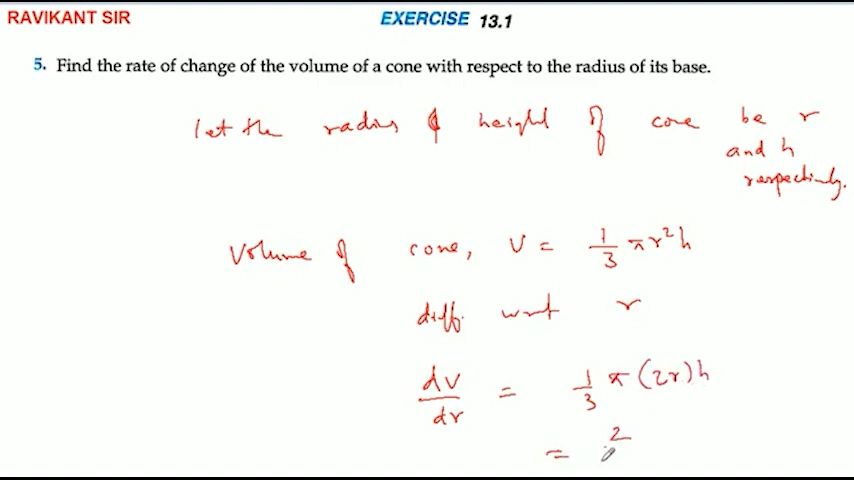 RAVIKANT SIR
EXERCISE 13.1
5. Find the rate of change of the volume of a cone with respect to the radius of its base.
let the radius & height of cone be r
and h
respectively.
Volume of cone, V = 1/3 πr²h
diff. wrt r
dV/dr = 1/3 π(2r)h
= 2